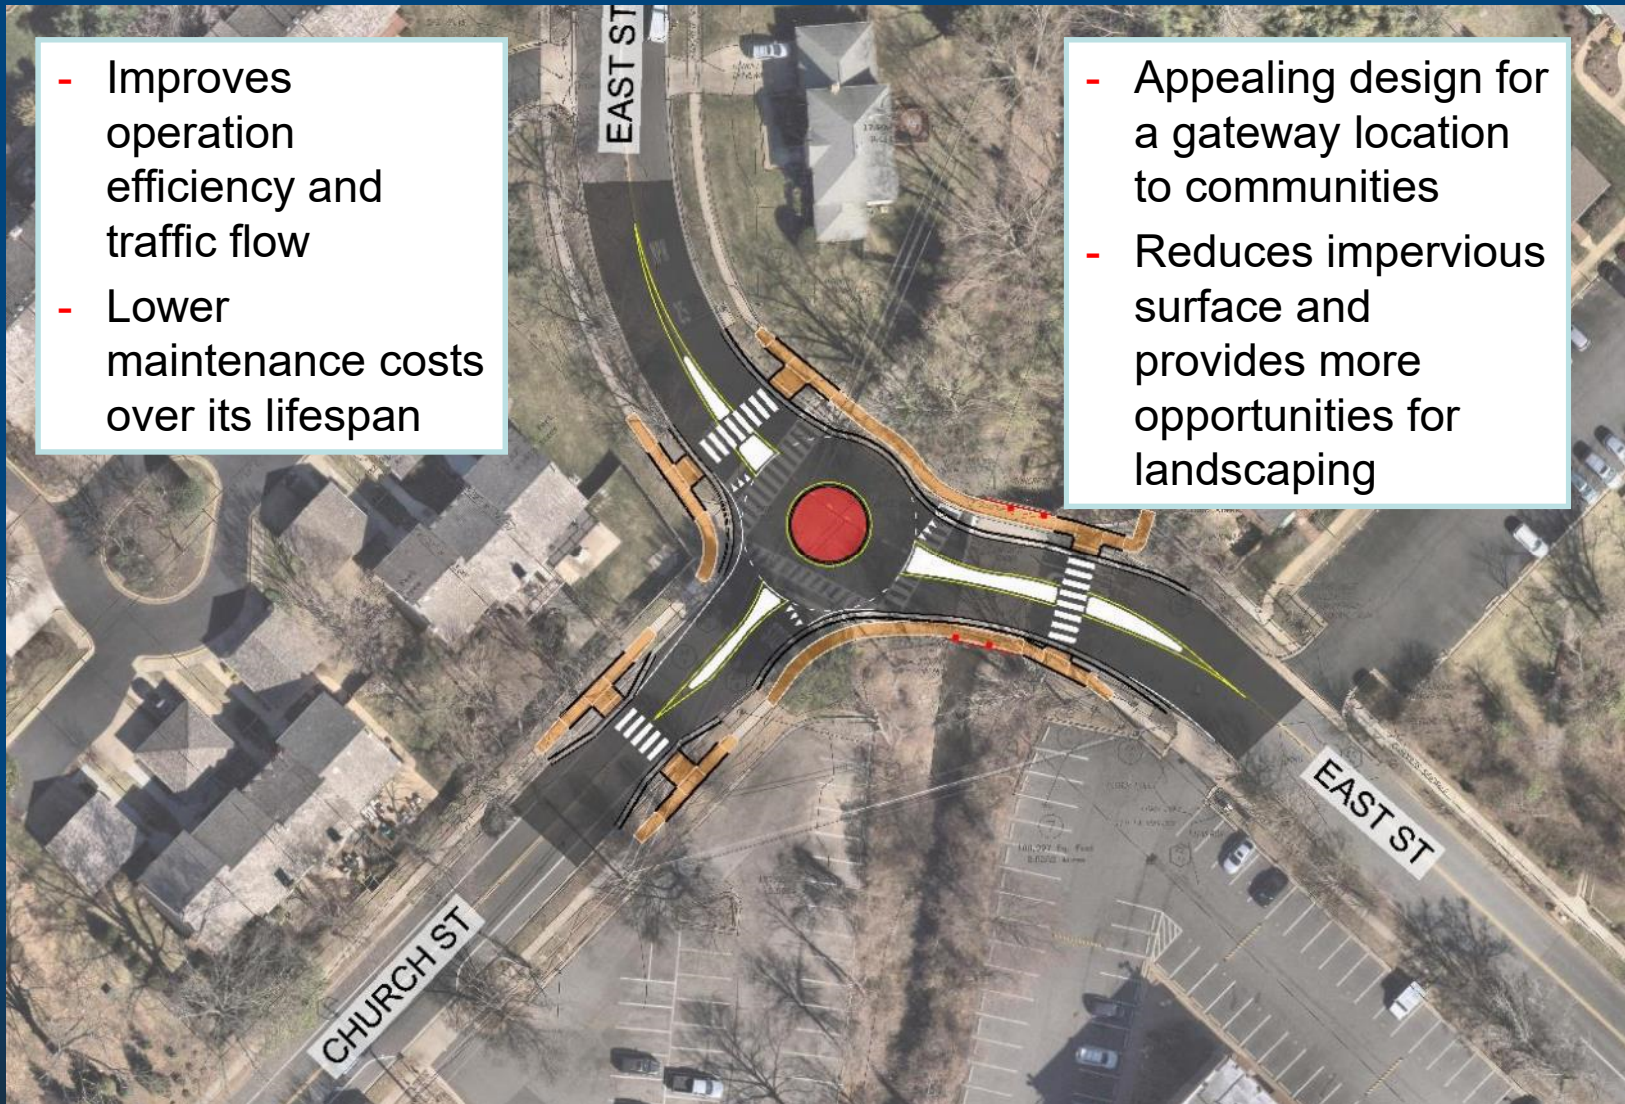 - Improves
operation
efficiency and
traffic flow
- Lower
maintenance costs
over its lifespan
EAST ST
- Appealing design for
a gateway location
to communities
- Reduces impervious
surface and
provides more
opportunities for
landscaping
EAST ST
CHURCH ST